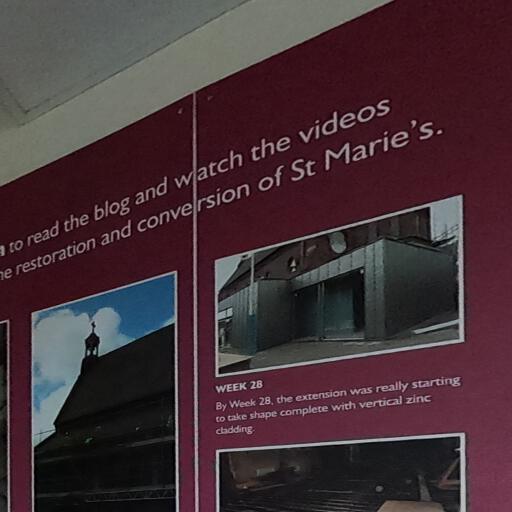 to read the blog and watch the videos
restoration and conversion of St Marie's.
WEEK 28
By Week 28, the extension was really starting
to take shape complete with vertical zinc
cladding.